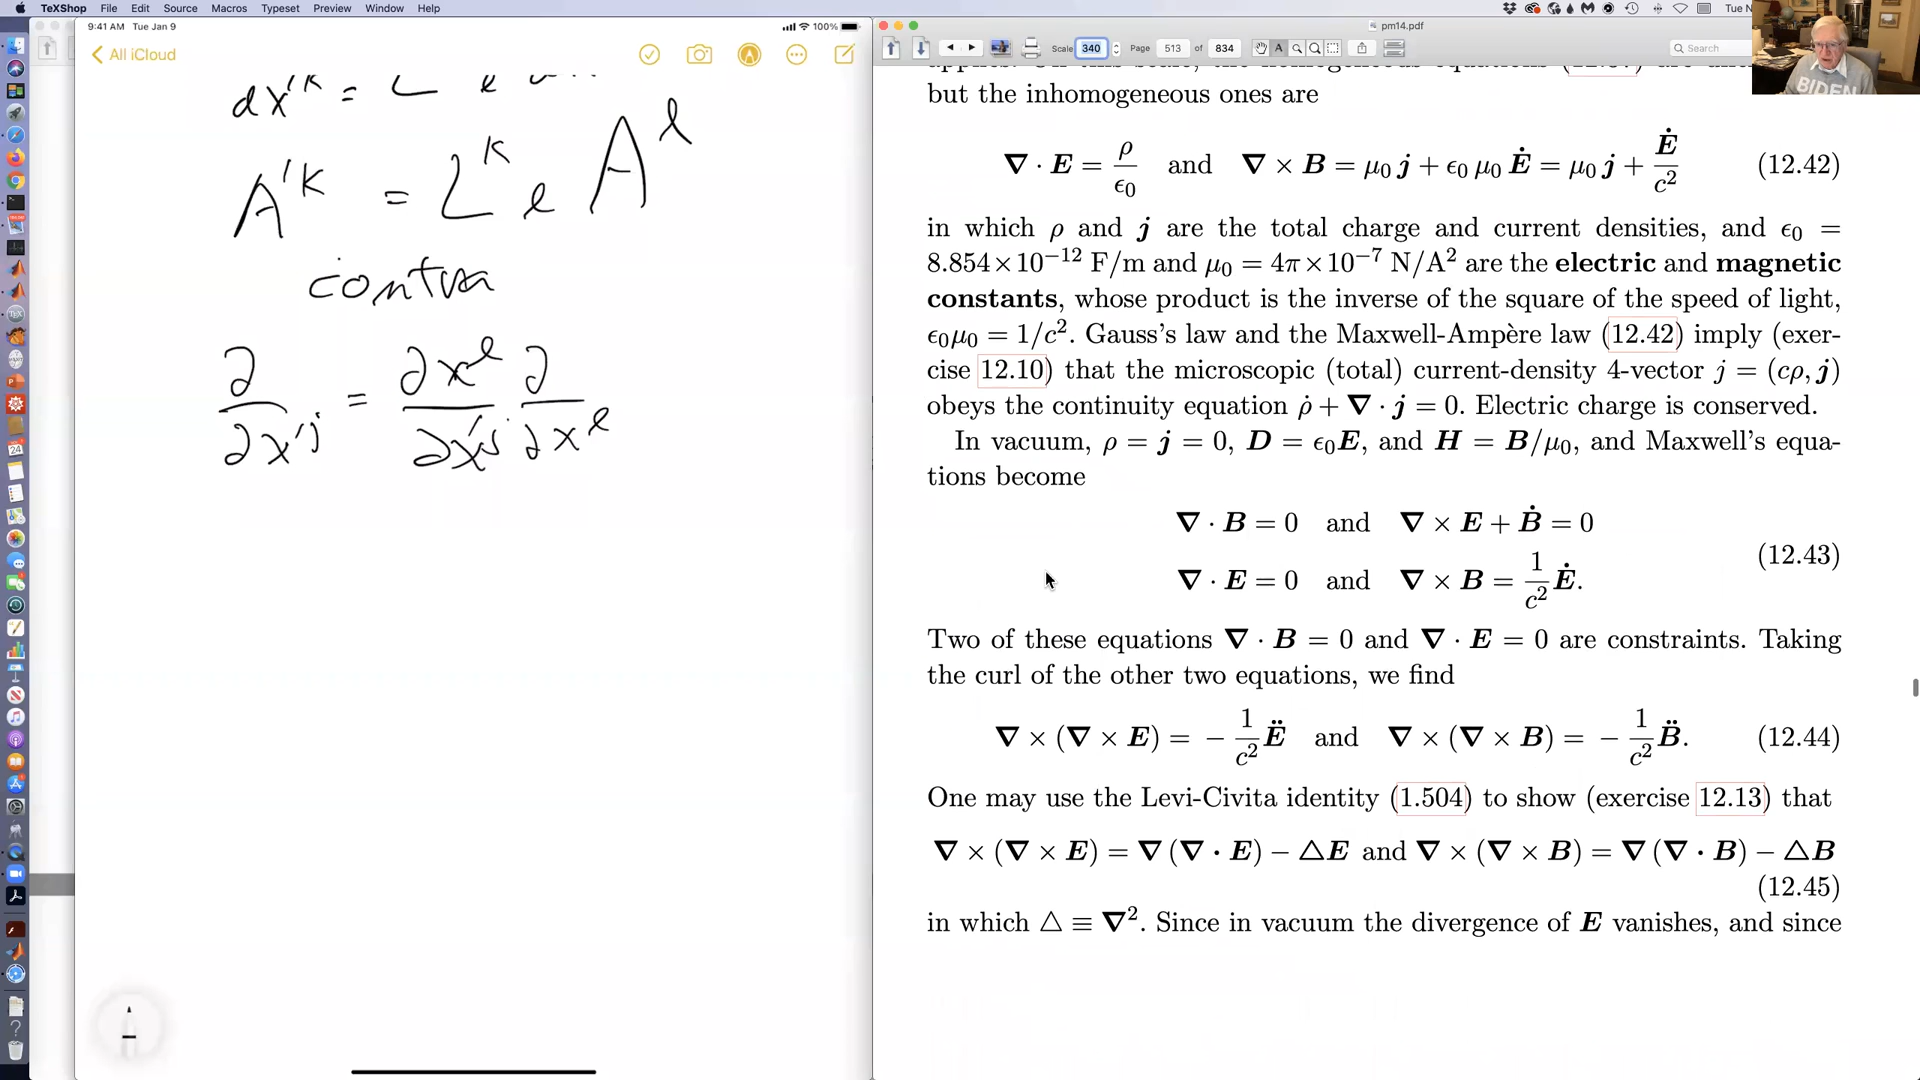 TeXShop File Edit Source Macros Typeset Preview Window Help
Tue N
9:41 AM Tue Jan 9
100%
All iCloud
dx'ᵏ = L ℓ
A'ᵏ = Lᵏ ℓ Aˡ
contra
∂/∂x'ʲ = ∂xˡ/∂x'ʲ ∂/∂xˡ
pm14.pdf
Scale 340 Page 513 of 834 Search
but the inhomogeneous ones are
∇ · E = ρ/ϵ₀ and ∇ × B = μ₀ j + ϵ₀ μ₀ Ė = μ₀ j + Ė/c² (12.42)
in which ρ and j are the total charge and current densities, and ϵ₀ =
8.854×10⁻¹² F/m and μ₀ = 4π×10⁻⁷ N/A² are the electric and magnetic
constants, whose product is the inverse of the square of the speed of light,
ϵ₀μ₀ = 1/c². Gauss's law and the Maxwell-Ampère law (12.42) imply (exer-
cise 12.10) that the microscopic (total) current-density 4-vector j = (cρ, j)
obeys the continuity equation ρ̇ + ∇ · j = 0. Electric charge is conserved.
In vacuum, ρ = j = 0, D = ϵ₀E, and H = B/μ₀, and Maxwell's equa-
tions become
∇ · B = 0 and ∇ × E + Ḃ = 0
(12.43)
∇ · E = 0 and ∇ × B = 1/c² Ė.
Two of these equations ∇ · B = 0 and ∇ · E = 0 are constraints. Taking
the curl of the other two equations, we find
∇ × (∇ × E) = − 1/c² Ë and ∇ × (∇ × B) = − 1/c² B̈. (12.44)
One may use the Levi-Civita identity (1.504) to show (exercise 12.13) that
∇ × (∇ × E) = ∇ (∇ · E) − △E and ∇ × (∇ × B) = ∇ (∇ · B) − △B
(12.45)
in which △ ≡ ∇². Since in vacuum the divergence of E vanishes, and since
BIDEN